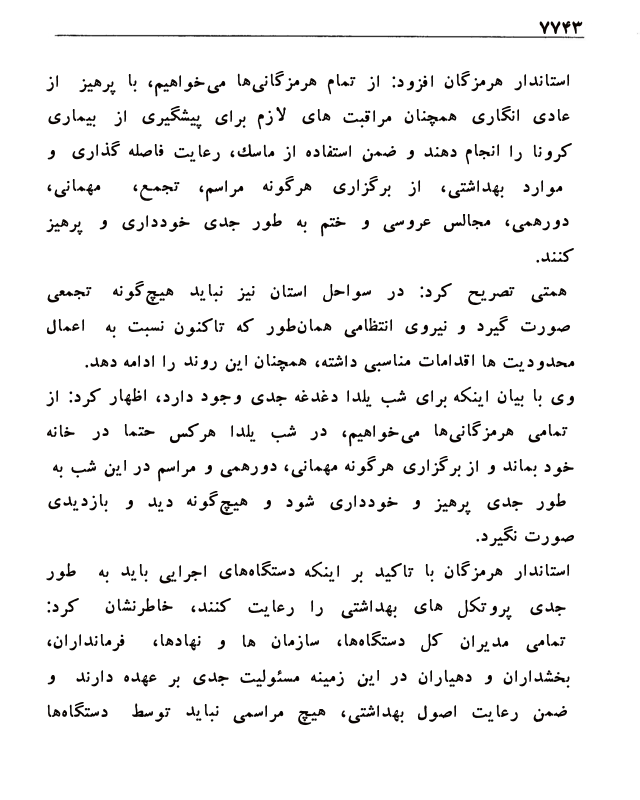 ۷۷۴۳
استاندار هرمزگان افزود: از تمام هرمزگانی‌ها می‌خواهیم، با پرهیز از
عادی انگاری همچنان مراقبت های لازم برای پیشگیری از بیماری
کرونا را انجام دهند و ضمن استفاده از ماسك، رعایت فاصله گذاری و
موارد بهداشتی، از برگزاری هرگونه مراسم، تجمع، مهمانی،
دورهمی، مجالس عروسی و ختم به طور جدی خودداری و پرهیز
کنند.
همتی تصریح کرد: در سواحل استان نیز نباید هیچ‌گونه تجمعی
صورت گیرد و نیروی انتظامی همان‌طور که تاکنون نسبت به اعمال
محدودیت ها اقدامات مناسبی داشته، همچنان این روند را ادامه دهد.
وی با بیان اینکه برای شب یلدا دغدغه جدی وجود دارد، اظهار کرد: از
تمامی هرمزگانی‌ها می‌خواهیم، در شب یلدا هرکس حتما در خانه
خود بماند و از برگزاری هرگونه مهمانی، دورهمی و مراسم در این شب به
طور جدی پرهیز و خودداری شود و هیچ‌گونه دید و بازدیدی
صورت نگیرد.
استاندار هرمزگان با تاکید بر اینکه دستگاه‌های اجرایی باید به طور
جدی پروتکل های بهداشتی را رعایت کنند، خاطرنشان کرد:
تمامی مدیران کل دستگاه‌ها، سازمان ها و نهادها، فرمانداران،
بخشداران و دهیاران در این زمینه مسئولیت جدی بر عهده دارند و
ضمن رعایت اصول بهداشتی، هیچ مراسمی نباید توسط دستگاه‌ها